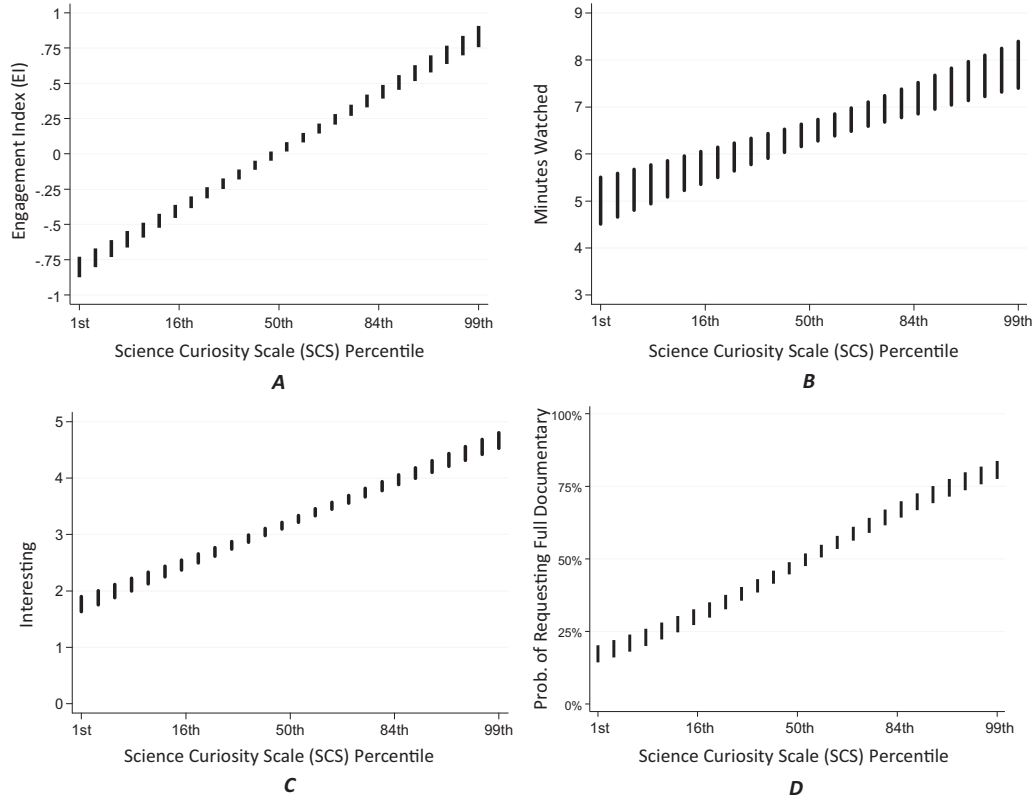 Engagement Index (EI)
1
.75
.5
.25
0
-.25
-.5
-.75
-1
1st 16th 50th 84th 99th
Science Curiosity Scale (SCS) Percentile
A
Minutes Watched
9
8
7
6
5
4
3
1st 16th 50th 84th 99th
Science Curiosity Scale (SCS) Percentile
B
Interesting
5
4
3
2
1
0
1st 16th 50th 84th 99th
Science Curiosity Scale (SCS) Percentile
C
Prob. of Requesting Full Documentary
100%
75%
50%
25%
0%
1st 16th 50th 84th 99th
Science Curiosity Scale (SCS) Percentile
D